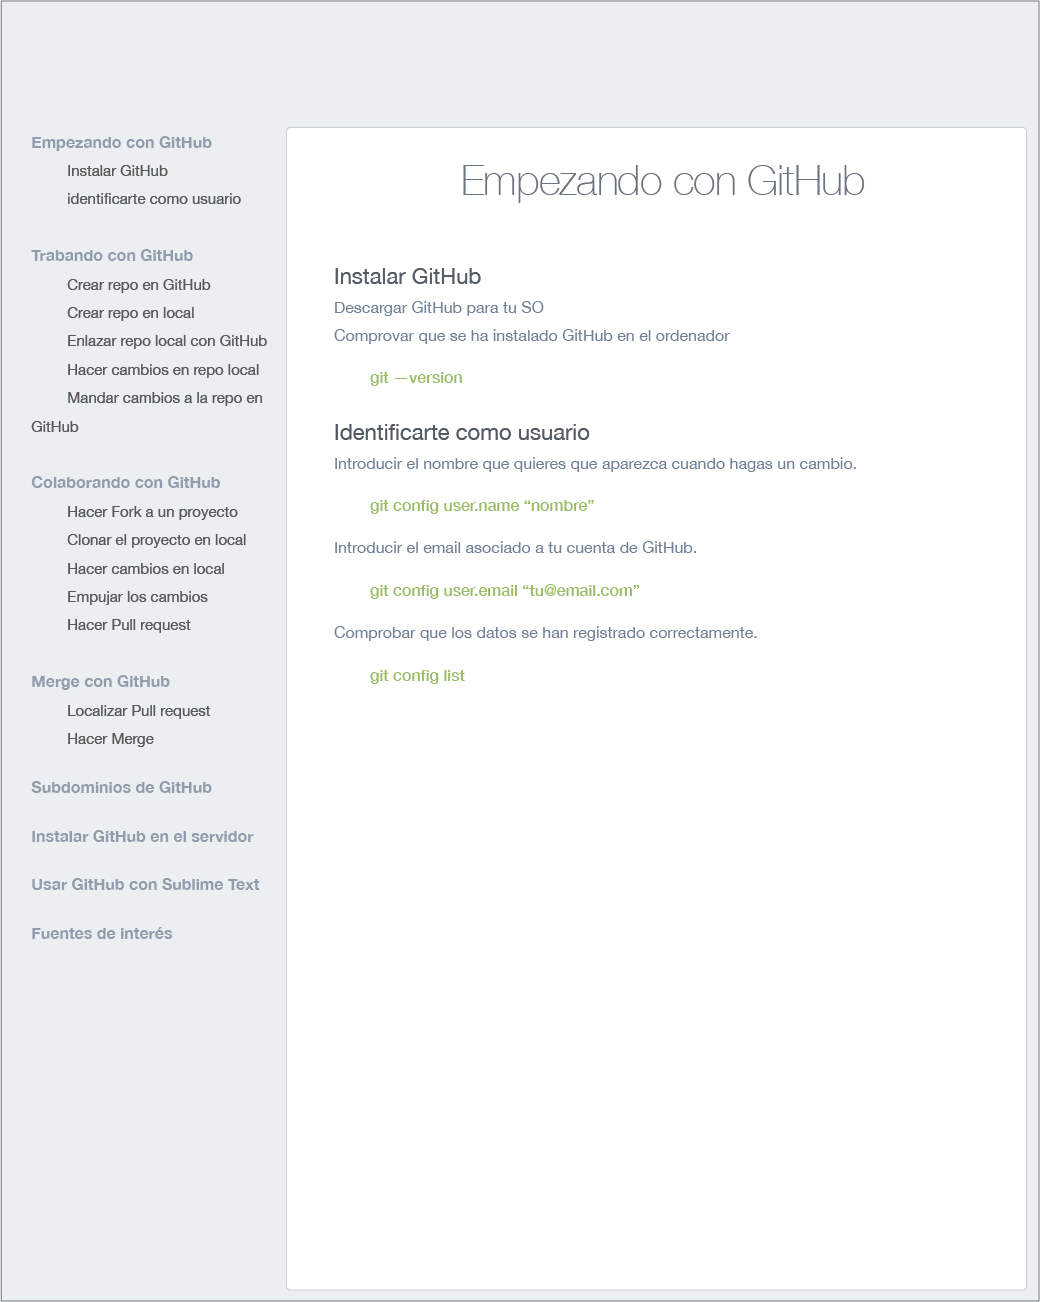 Empezando con GitHub
Instalar GitHub
identificarte como usuario
Trabando con GitHub
Crear repo en GitHub
Crear repo en local
Enlazar repo local con GitHub
Hacer cambios en repo local
Mandar cambios a la repo en
GitHub
Colaborando con GitHub
Hacer Fork a un proyecto
Clonar el proyecto en local
Hacer cambios en local
Empujar los cambios
Hacer Pull request
Merge con GitHub
Localizar Pull request
Hacer Merge
Subdominios de GitHub
Instalar GitHub en el servidor
Usar GitHub con Sublime Text
Fuentes de interés
Empezando con GitHub
Instalar GitHub
Descargar GitHub para tu SO
Comprovar que se ha instalado GitHub en el ordenador
git —version
Identificarte como usuario
Introducir el nombre que quieres que aparezca cuando hagas un cambio.
git config user.name “nombre”
Introducir el email asociado a tu cuenta de GitHub.
git config user.email “tu@email.com”
Comprobar que los datos se han registrado correctamente.
git config list